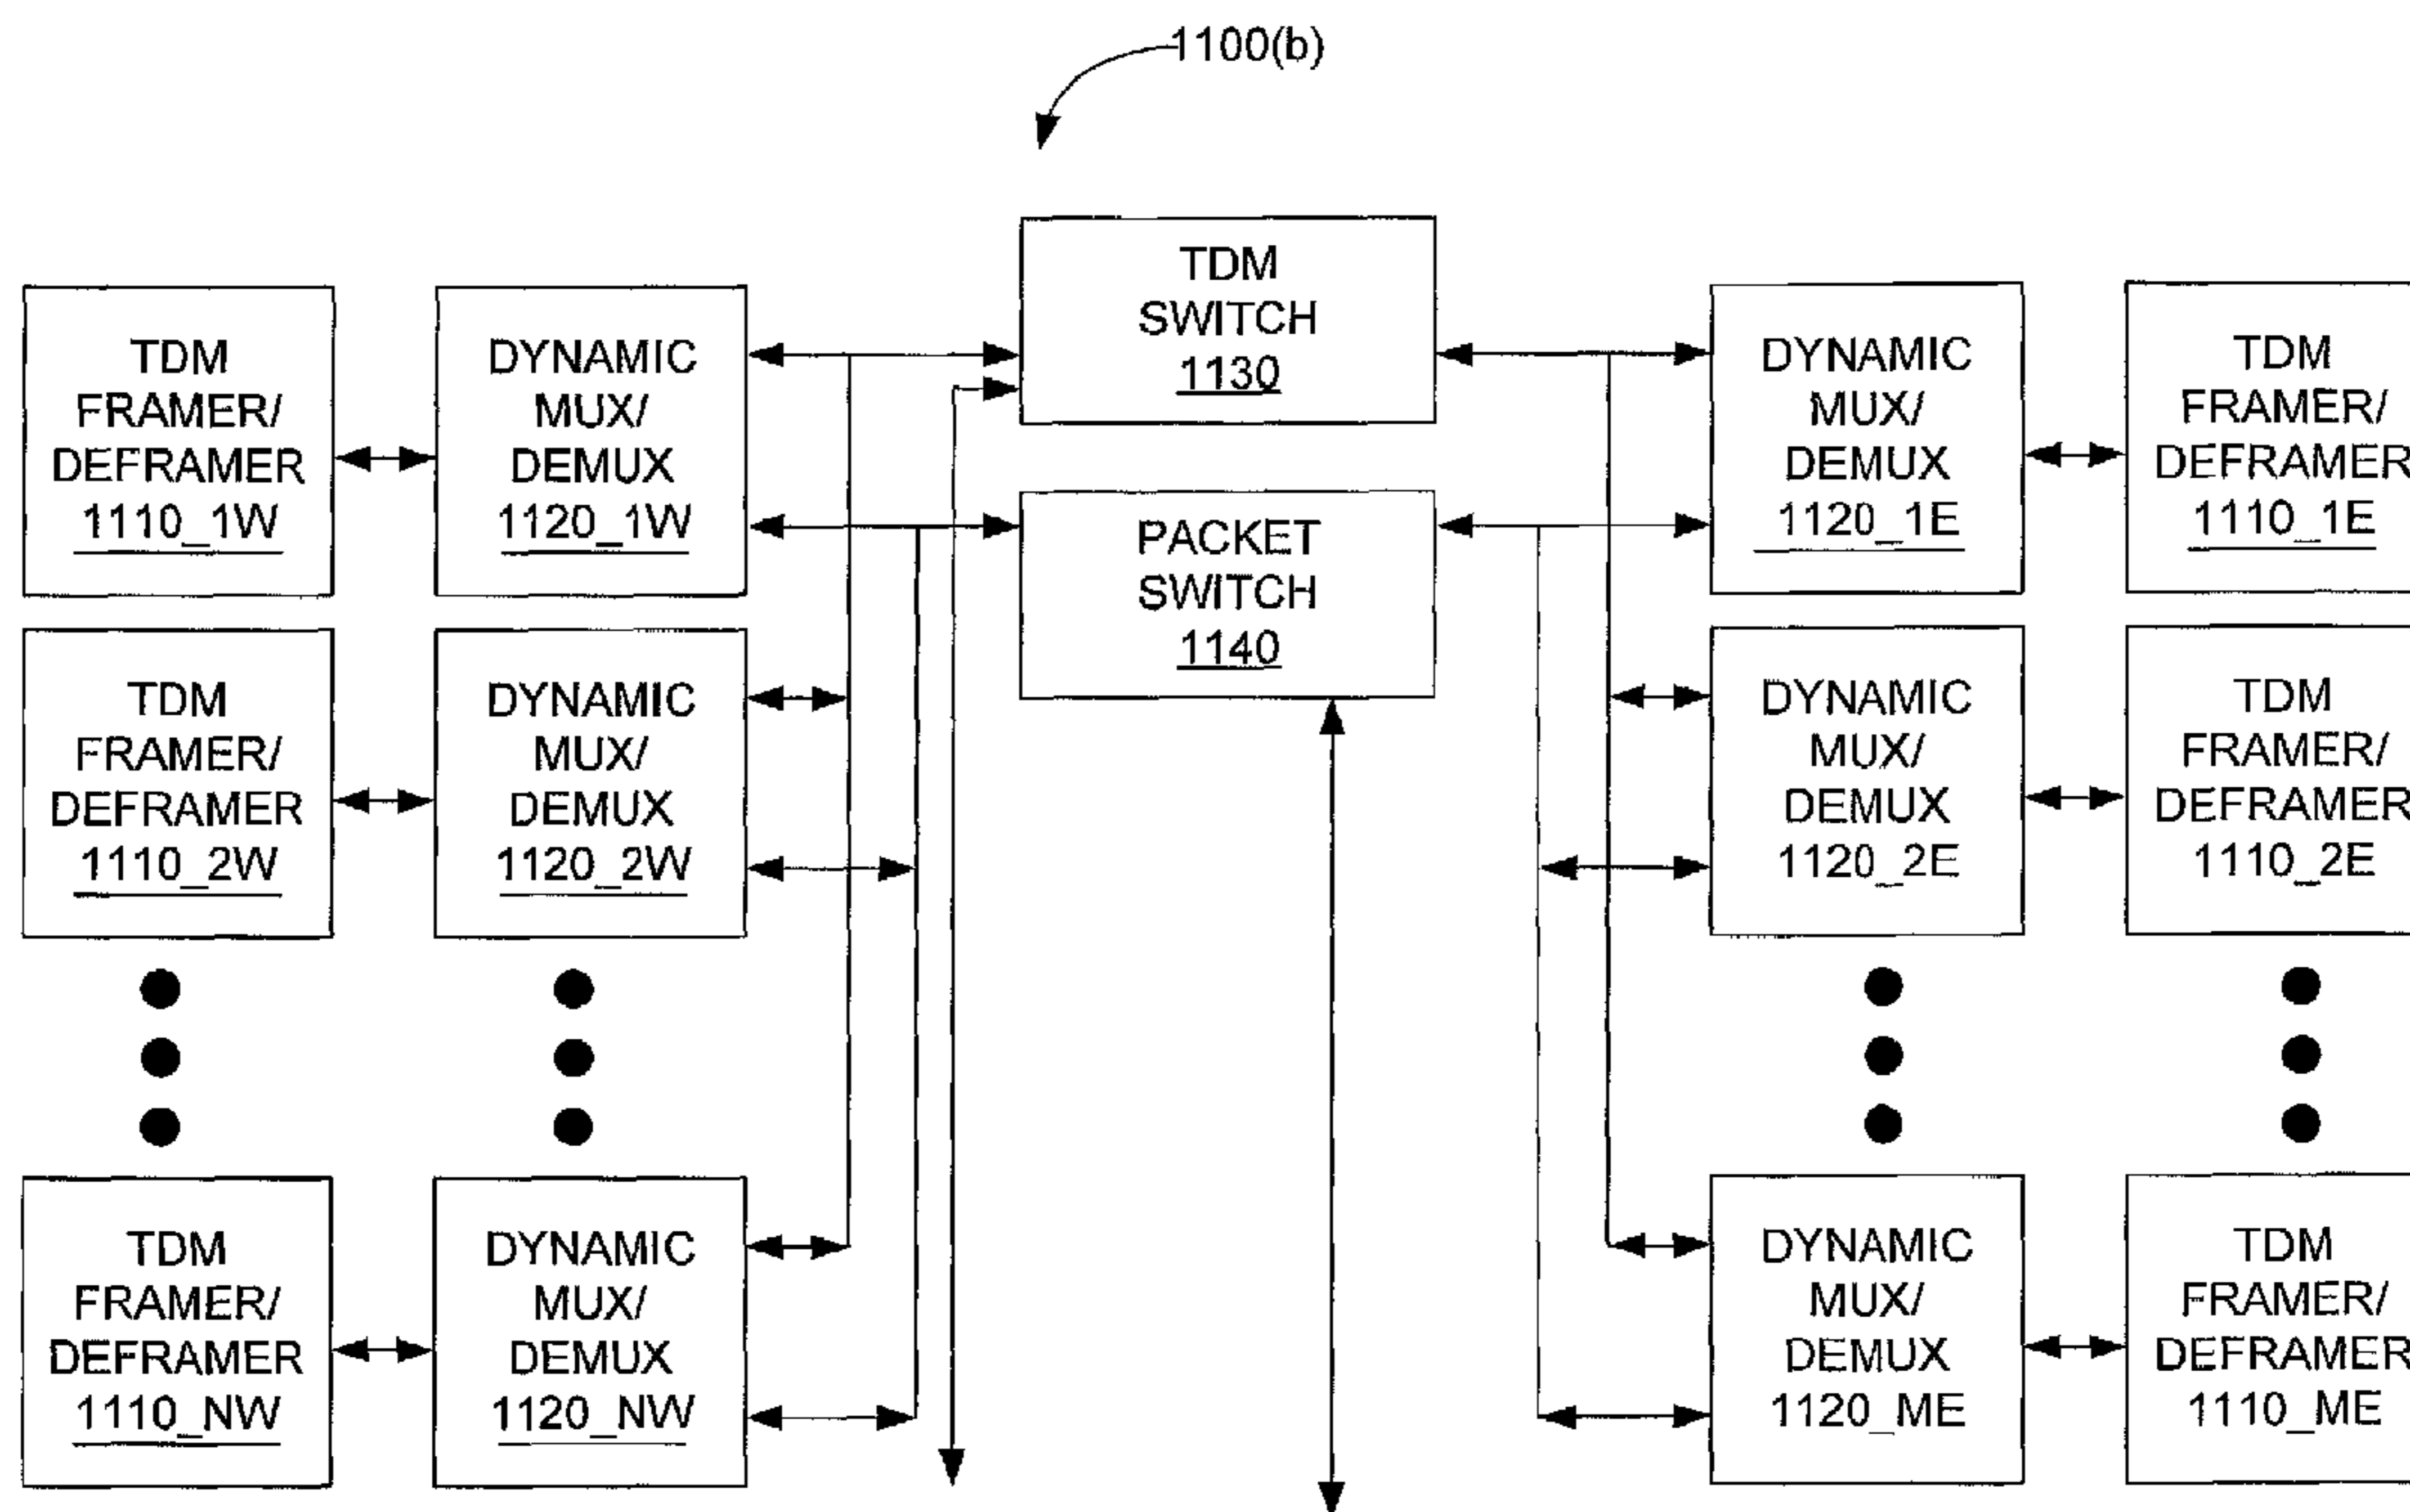 1100(b)
TDM
SWITCH
1130
PACKET
SWITCH
1140
TDM
FRAMER/
DEFRAMER
1110_1W
DYNAMIC
MUX/
DEMUX
1120_1W
DYNAMIC
MUX/
DEMUX
1120_1E
TDM
FRAMER/
DEFRAMER
1110_1E
TDM
FRAMER/
DEFRAMER
1110_2W
DYNAMIC
MUX/
DEMUX
1120_2W
DYNAMIC
MUX/
DEMUX
1120_2E
TDM
FRAMER/
DEFRAMER
1110_2E
TDM
FRAMER/
DEFRAMER
1110_NW
DYNAMIC
MUX/
DEMUX
1120_NW
DYNAMIC
MUX/
DEMUX
1120_ME
TDM
FRAMER/
DEFRAMER
1110_ME